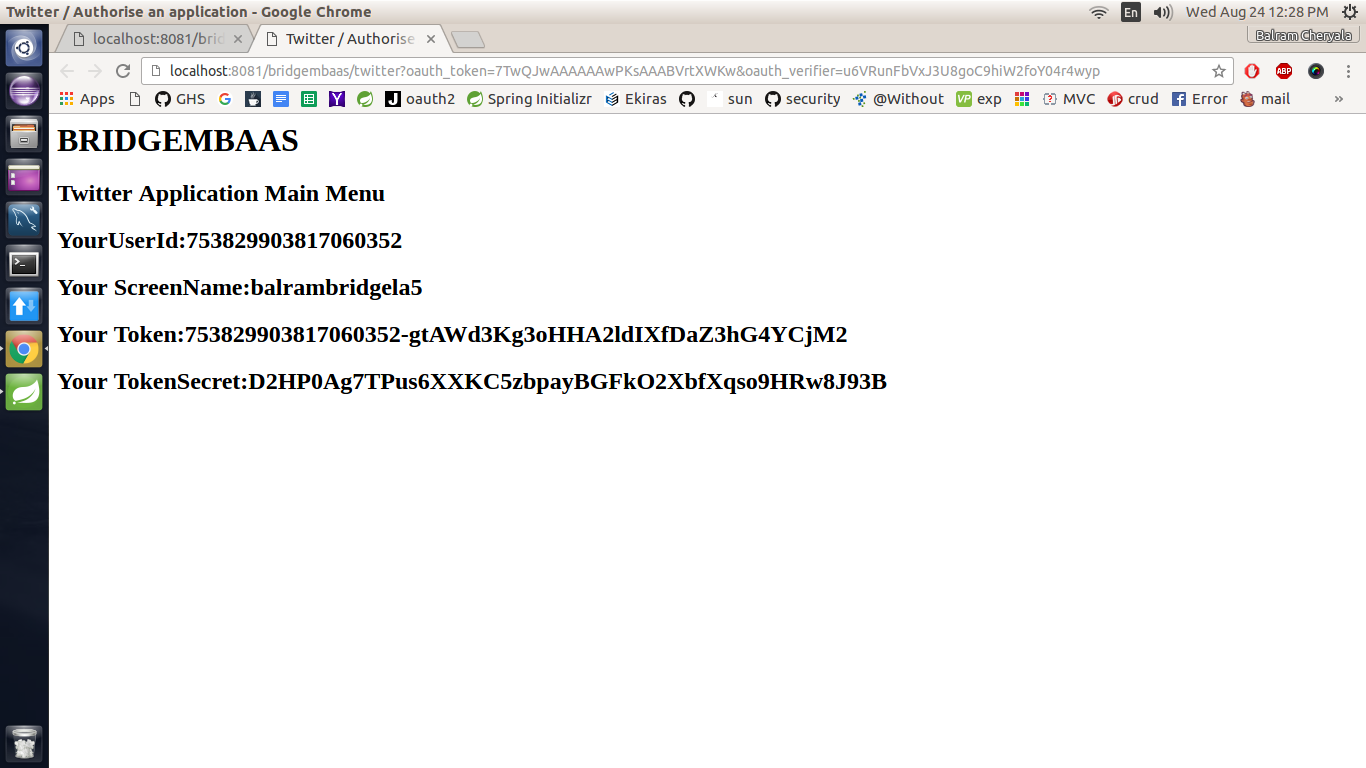 Twitter / Authorise an application - Google Chrome
En
Wed Aug 24 12:28 PM
localhost:8081/brid
Twitter / Authorise
Balram Cheryala
localhost:8081/bridgembaas/twitter?oauth_token=7TwQJwAAAAAAwPKsAAABVrtXWKw&oauth_verifier=u6VRunFbVxJ3U8goC9hiW2foY04r4wyp
ABP
Apps GHS G Y J oauth2 Spring Initializr Ekiras sun security @Without VP exp {?} MVC crud f Error mail »
BRIDGEMBAAS
Twitter Application Main Menu
YourUserId:753829903817060352
Your ScreenName:balrambridgela5
Your Token:753829903817060352-gtAWd3Kg3oHHA2ldIXfDaZ3hG4YCjM2
Your TokenSecret:D2HP0Ag7TPus6XXKC5zbpayBGFkO2XbfXqso9HRw8J93B